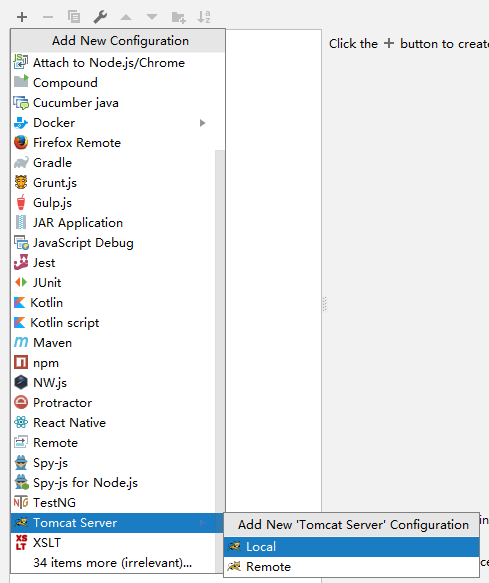 Add New Configuration
Click the + button to create
Attach to Node.js/Chrome
Compound
Cucumber java
Docker
Firefox Remote
Gradle
Grunt.js
Gulp.js
JAR Application
JavaScript Debug
Jest
JUnit
Kotlin
Kotlin script
Maven
npm
NW.js
Protractor
React Native
Remote
Spy-js
Spy-js for Node.js
TestNG
Tomcat Server
XSLT
34 items more (irrelevant)...
Add New 'Tomcat Server' Configuration
Local
Remote